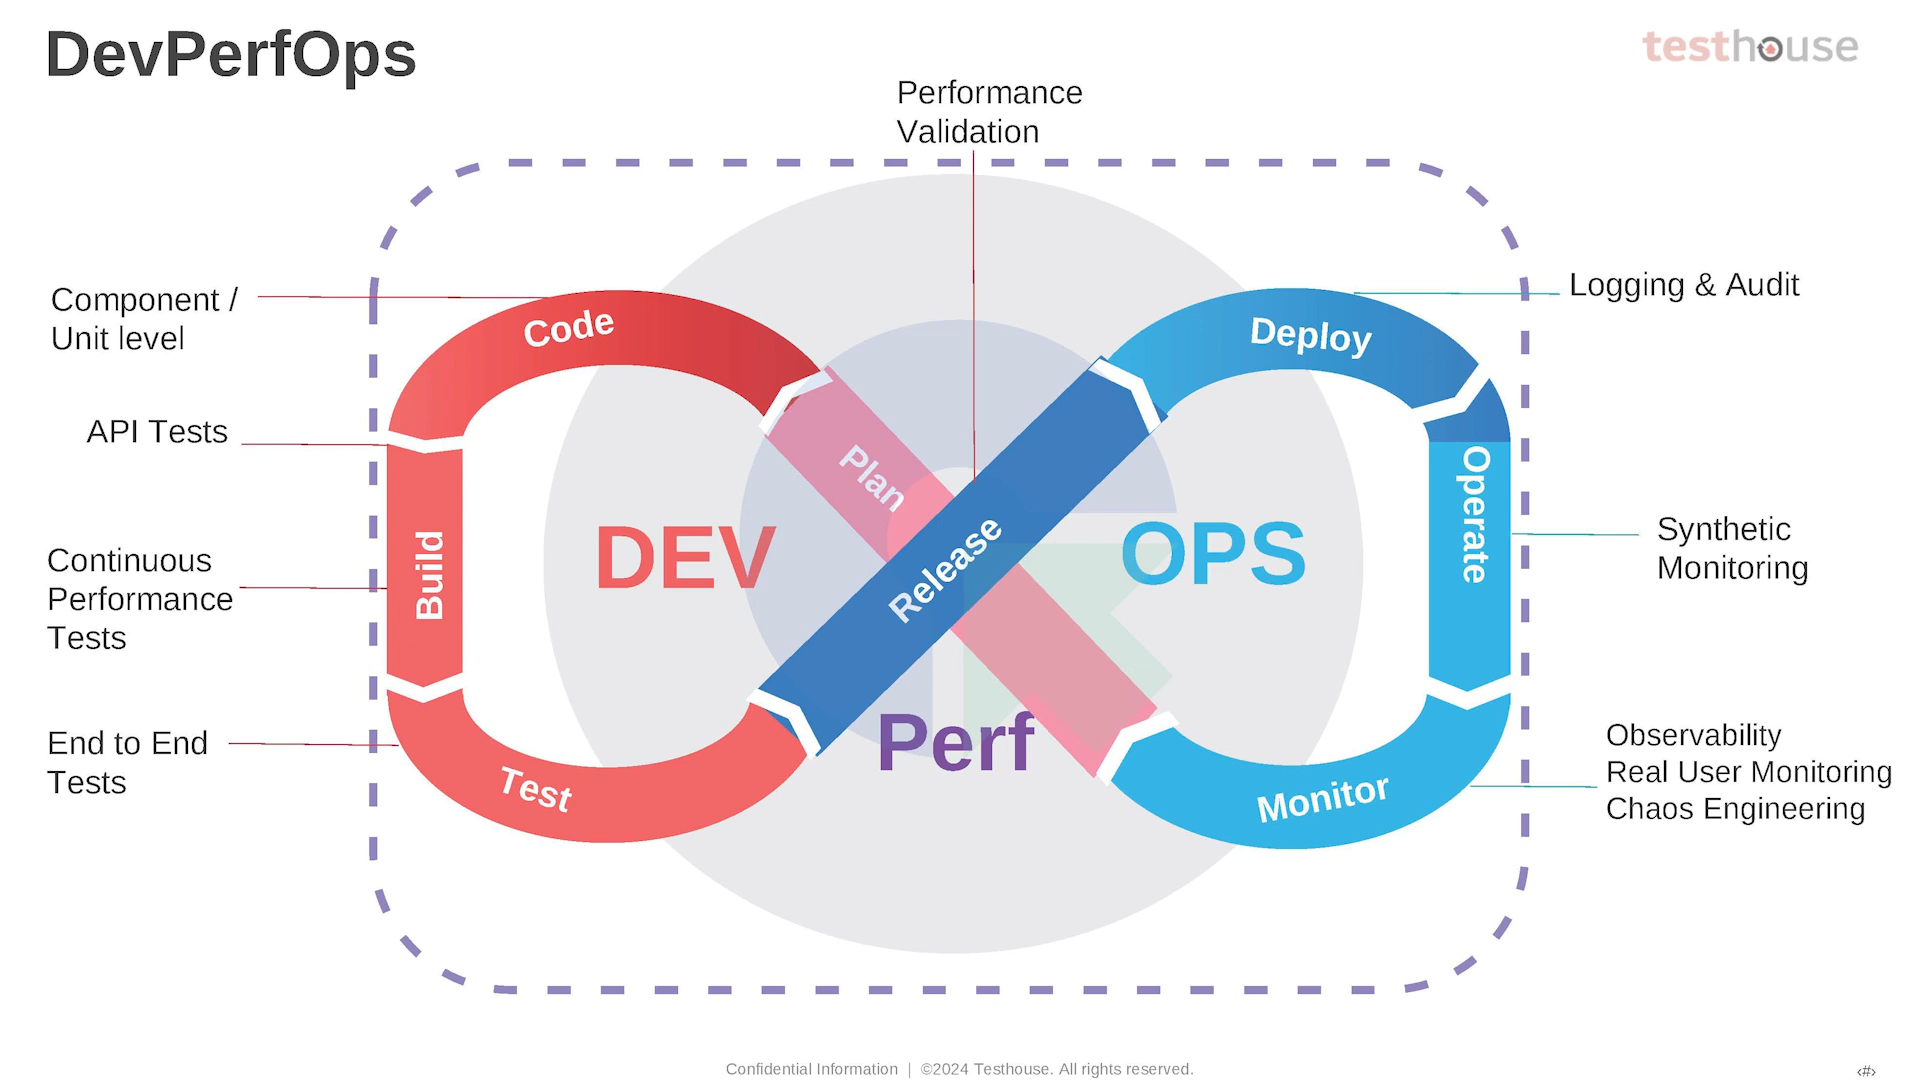 DevPerfOps
testhouse
Performance
Validation
Component /
Unit level
Logging & Audit
Code
Deploy
API Tests
Plan
Operate
DEV
OPS
Release
Build
Continuous
Performance
Tests
Synthetic
Monitoring
Perf
End to End
Tests
Test
Monitor
Observability
Real User Monitoring
Chaos Engineering
Confidential Information | ©2024 Testhouse. All rights reserved.
‹#›